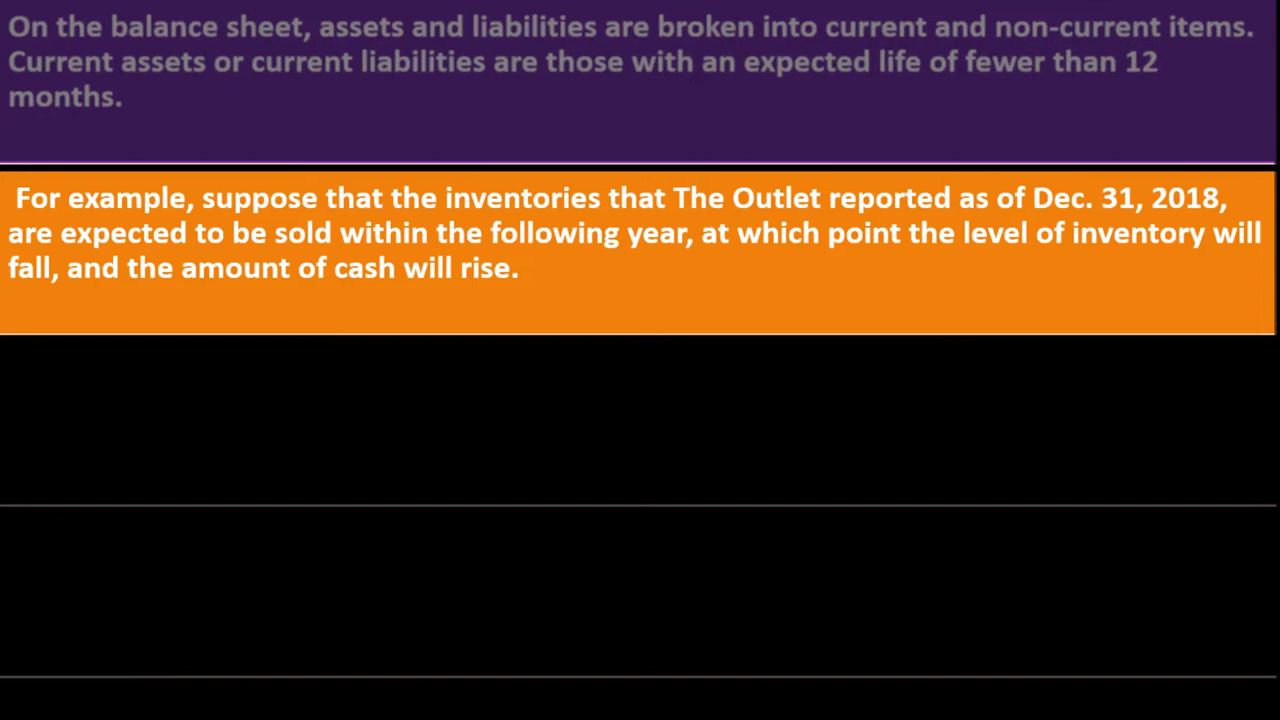 On the balance sheet, assets and liabilities are broken into current and non-current items.
Current assets or current liabilities are those with an expected life of fewer than 12
months.
For example, suppose that the inventories that The Outlet reported as of Dec. 31, 2018,
are expected to be sold within the following year, at which point the level of inventory will
fall, and the amount of cash will rise.